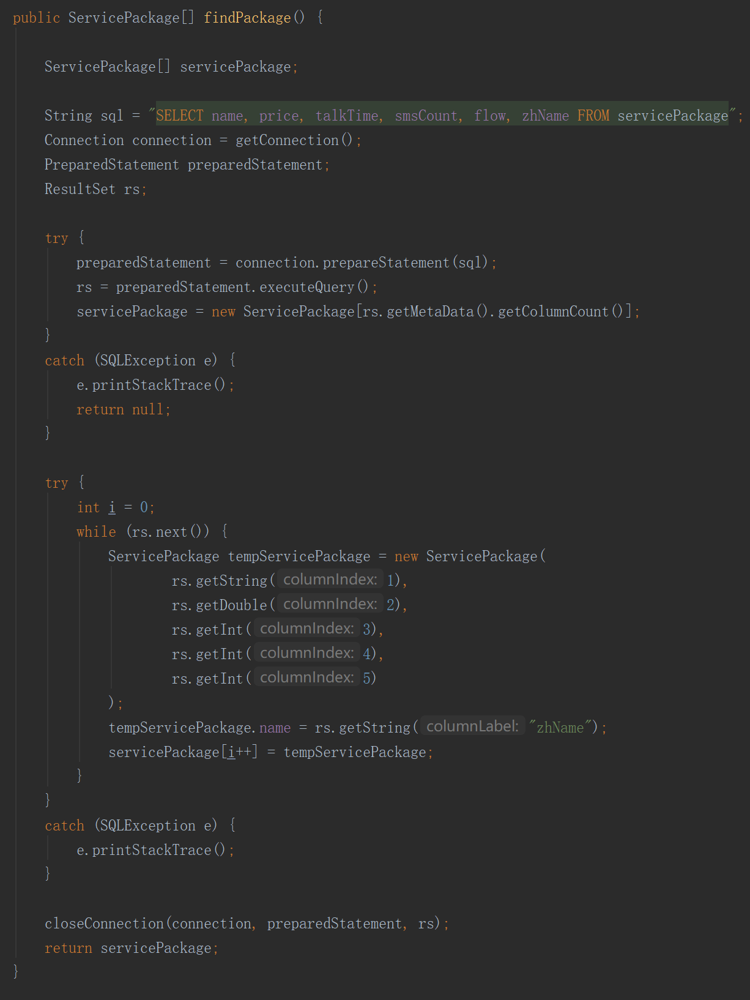 public ServicePackage[] findPackage() {
ServicePackage[] servicePackage;
String sql = "SELECT name, price, talkTime, smsCount, flow, zhName FROM servicePackage";
Connection connection = getConnection();
PreparedStatement preparedStatement;
ResultSet rs;
try {
preparedStatement = connection.prepareStatement(sql);
rs = preparedStatement.executeQuery();
servicePackage = new ServicePackage[rs.getMetaData().getColumnCount()];
}
catch (SQLException e) {
e.printStackTrace();
return null;
}
try {
int i = 0;
while (rs.next()) {
ServicePackage tempServicePackage = new ServicePackage(
rs.getString( columnIndex: 1),
rs.getDouble( columnIndex: 2),
rs.getInt( columnIndex: 3),
rs.getInt( columnIndex: 4),
rs.getInt( columnIndex: 5)
);
tempServicePackage.name = rs.getString( columnLabel: "zhName");
servicePackage[i++] = tempServicePackage;
}
}
catch (SQLException e) {
e.printStackTrace();
}
closeConnection(connection, preparedStatement, rs);
return servicePackage;
}